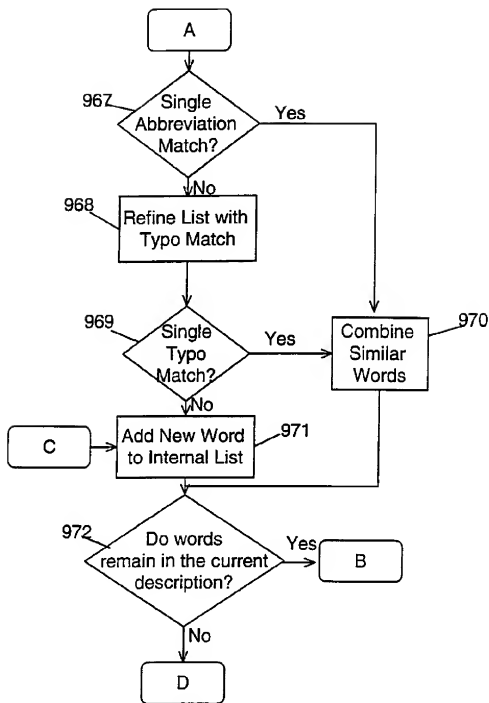 A
967
Single
Abbreviation
Match?
Yes
No
968
Refine List with
Typo Match
969
Single
Typo
Match?
Yes
Combine
Similar
Words
970
No
C
Add New Word
to Internal List
971
972
Do words
remain in the current
description?
Yes
B
No
D